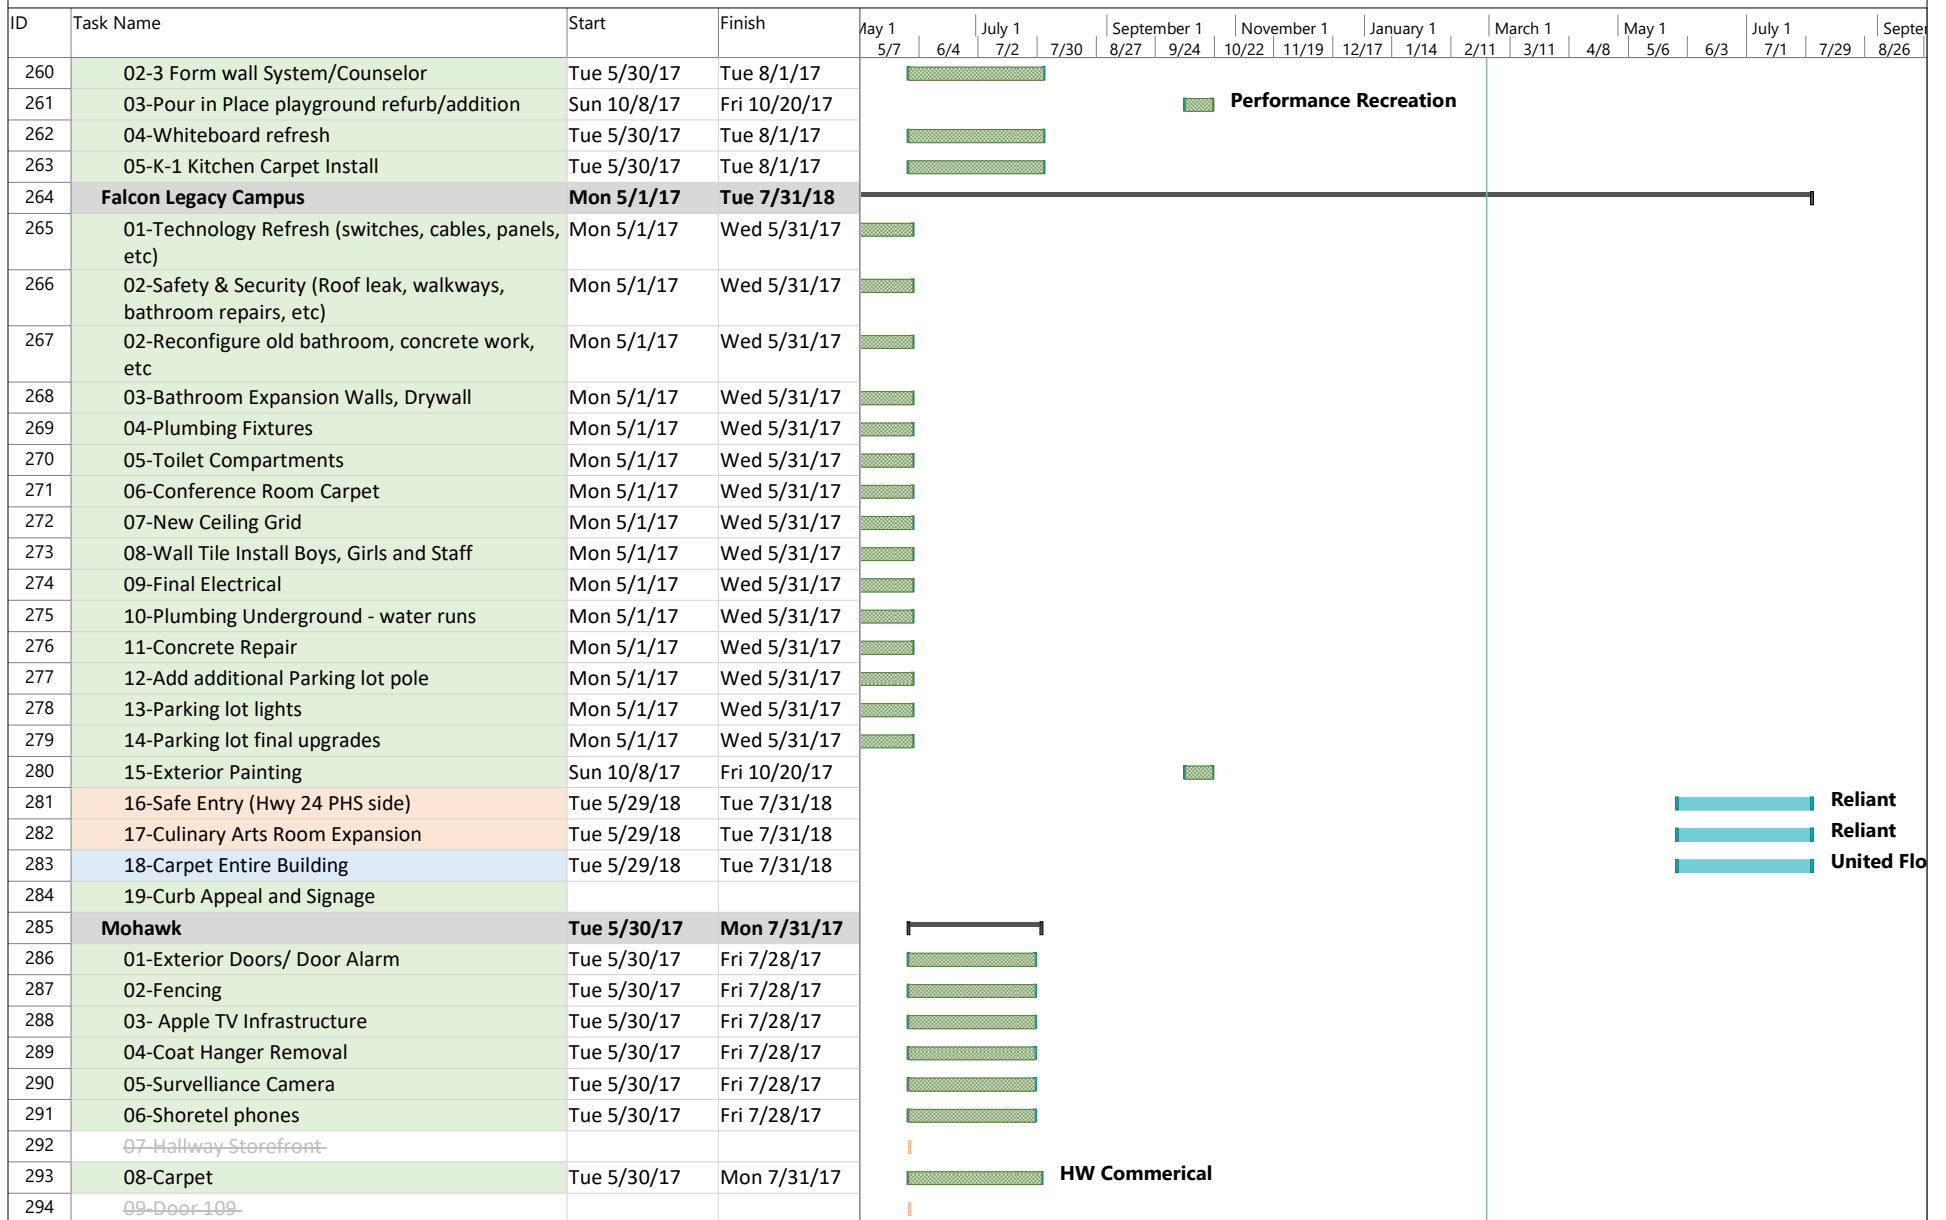 ID Task Name Start Finish
May 1 July 1 September 1 November 1 January 1 March 1 May 1 July 1 Septer
5/7 6/4 7/2 7/30 8/27 9/24 10/22 11/19 12/17 1/14 2/11 3/11 4/8 5/6 6/3 7/1 7/29 8/26
260 02-3 Form wall System/Counselor Tue 5/30/17 Tue 8/1/17
261 03-Pour in Place playground refurb/addition Sun 10/8/17 Fri 10/20/17 Performance Recreation
262 04-Whiteboard refresh Tue 5/30/17 Tue 8/1/17
263 05-K-1 Kitchen Carpet Install Tue 5/30/17 Tue 8/1/17
264 Falcon Legacy Campus Mon 5/1/17 Tue 7/31/18
265 01-Technology Refresh (switches, cables, panels, Mon 5/1/17 Wed 5/31/17
etc)
266 02-Safety & Security (Roof leak, walkways, Mon 5/1/17 Wed 5/31/17
bathroom repairs, etc)
267 02-Reconfigure old bathroom, concrete work, Mon 5/1/17 Wed 5/31/17
etc
268 03-Bathroom Expansion Walls, Drywall Mon 5/1/17 Wed 5/31/17
269 04-Plumbing Fixtures Mon 5/1/17 Wed 5/31/17
270 05-Toilet Compartments Mon 5/1/17 Wed 5/31/17
271 06-Conference Room Carpet Mon 5/1/17 Wed 5/31/17
272 07-New Ceiling Grid Mon 5/1/17 Wed 5/31/17
273 08-Wall Tile Install Boys, Girls and Staff Mon 5/1/17 Wed 5/31/17
274 09-Final Electrical Mon 5/1/17 Wed 5/31/17
275 10-Plumbing Underground - water runs Mon 5/1/17 Wed 5/31/17
276 11-Concrete Repair Mon 5/1/17 Wed 5/31/17
277 12-Add additional Parking lot pole Mon 5/1/17 Wed 5/31/17
278 13-Parking lot lights Mon 5/1/17 Wed 5/31/17
279 14-Parking lot final upgrades Mon 5/1/17 Wed 5/31/17
280 15-Exterior Painting Sun 10/8/17 Fri 10/20/17
281 16-Safe Entry (Hwy 24 PHS side) Tue 5/29/18 Tue 7/31/18 Reliant
282 17-Culinary Arts Room Expansion Tue 5/29/18 Tue 7/31/18 Reliant
283 18-Carpet Entire Building Tue 5/29/18 Tue 7/31/18 United Flo
284 19-Curb Appeal and Signage
285 Mohawk Tue 5/30/17 Mon 7/31/17
286 01-Exterior Doors/ Door Alarm Tue 5/30/17 Fri 7/28/17
287 02-Fencing Tue 5/30/17 Fri 7/28/17
288 03- Apple TV Infrastructure Tue 5/30/17 Fri 7/28/17
289 04-Coat Hanger Removal Tue 5/30/17 Fri 7/28/17
290 05-Survelliance Camera Tue 5/30/17 Fri 7/28/17
291 06-Shoretel phones Tue 5/30/17 Fri 7/28/17
292 07-Hallway Storefront
293 08-Carpet Tue 5/30/17 Mon 7/31/17 HW Commerical
294 09-Door 109